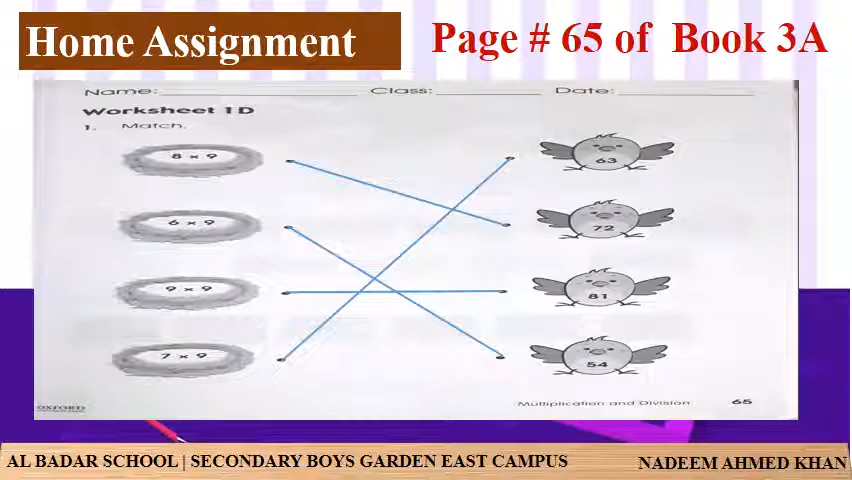 Home Assignment
Page # 65 of Book 3A
Name: Class: Date:
Worksheet 1D
1. Match.
8 × 9
63
6 × 9
72
9 × 9
81
7 × 9
54
OXFORD
Multiplication and Division 65
AL BADAR SCHOOL | SECONDARY BOYS GARDEN EAST CAMPUS
NADEEM AHMED KHAN